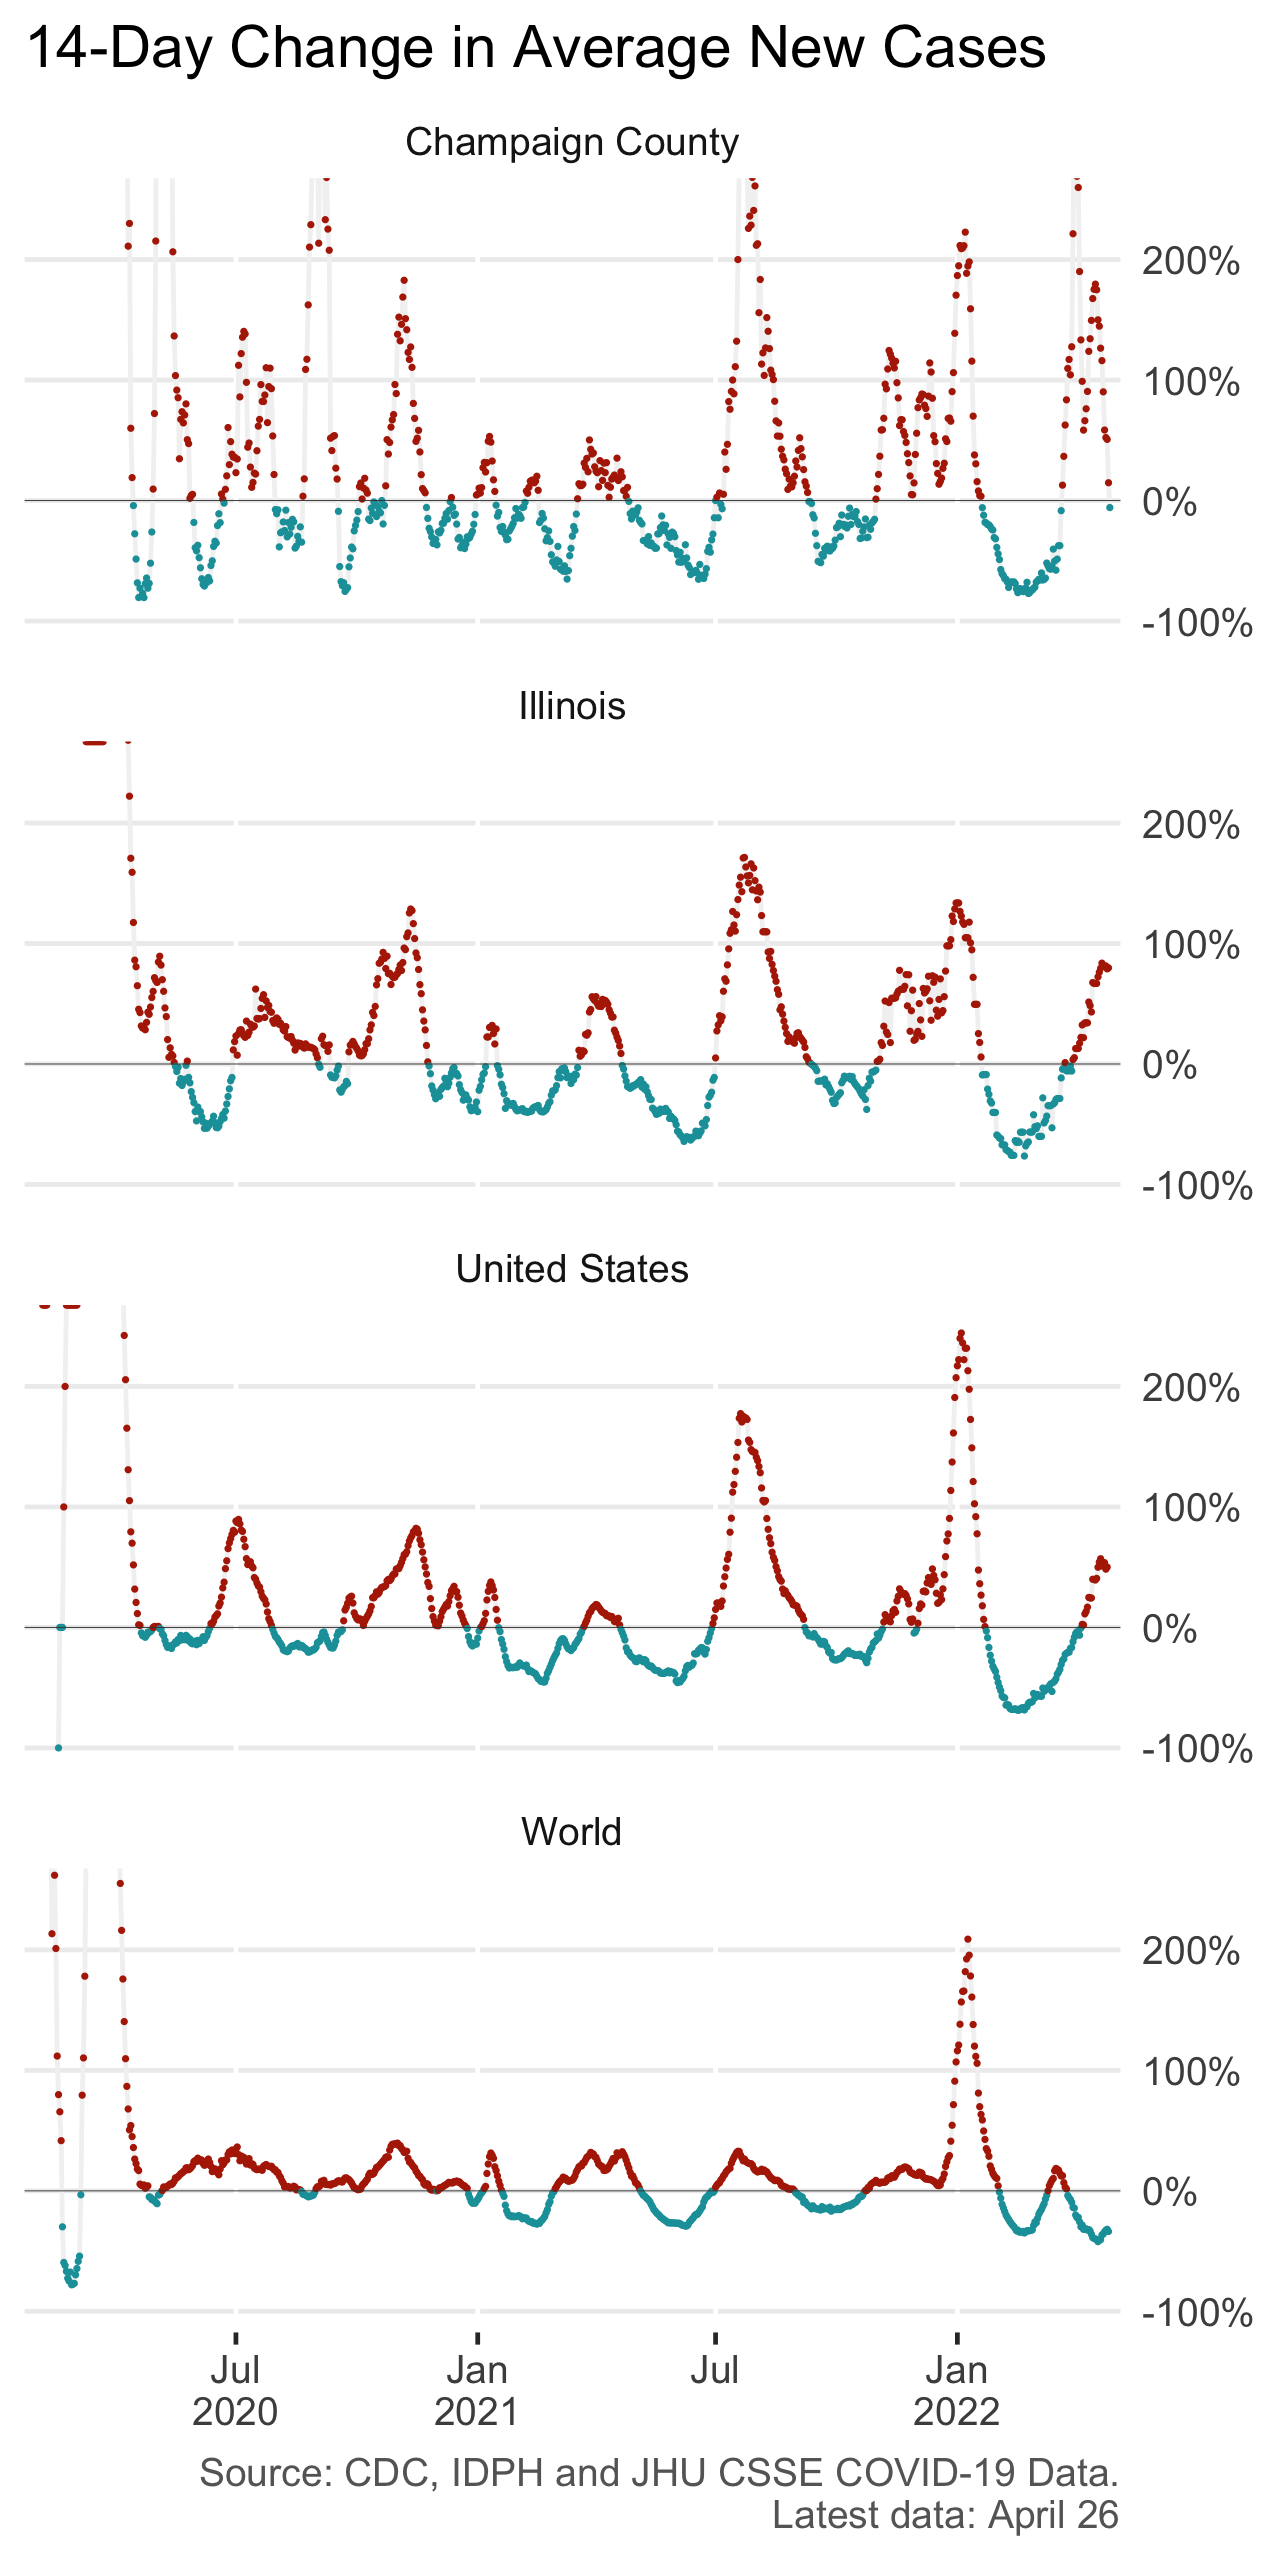 14-Day Change in Average New Cases
Champaign County
200%
100%
0%
-100%
Illinois
200%
100%
0%
-100%
United States
200%
100%
0%
-100%
World
200%
100%
0%
-100%
Jul Jan Jul Jan
2020 2021 2022
Source: CDC, IDPH and JHU CSSE COVID-19 Data.
Latest data: April 26